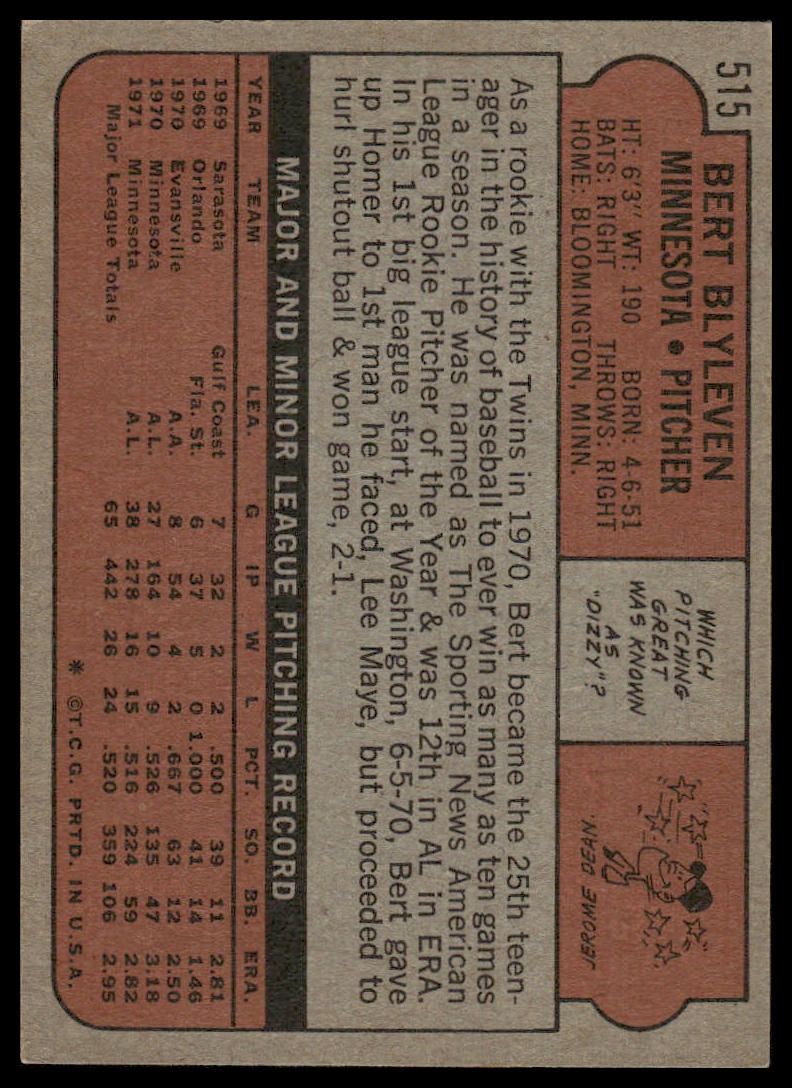 515
BERT BLYLEVEN
MINNESOTA • PITCHER
HT: 6'3" WT: 190 BORN: 4-6-51
BATS: RIGHT THROWS: RIGHT
HOME: BLOOMINGTON, MINN.
WHICH
PITCHING
GREAT
WAS KNOWN
AS
"DIZZY"?
JEROME DEAN.
As a rookie with the Twins in 1970, Bert became the 25th teen-
ager in the history of baseball to ever win as many as ten games
in a season. He was named as The Sporting News American
League Rookie Pitcher of the Year & was 12th in AL in ERA.
In his 1st big league start, at Washington, 6-5-70, Bert gave
up Homer to 1st man he faced, Lee Maye, but proceeded to
hurl shutout ball & won game, 2-1.
MAJOR AND MINOR LEAGUE PITCHING RECORD
YEAR TEAM LEA. G IP W L PCT. SO. BB. ERA.
1969 Sarasota Gulf Coast 7 32 2 2 .500 39 11 2.81
1969 Orlando Fla. St. 6 37 5 0 1.000 41 14 1.46
1970 Evansville A.A. 8 54 4 2 .667 63 12 2.50
1970 Minnesota A.L. 27 164 10 9 .526 135 47 3.18
1971 Minnesota A.L. 38 278 16 15 .516 224 59 2.82
Major League Totals 65 442 26 24 .520 359 106 2.95
* ©T.C.G. PRTD. IN U.S.A.